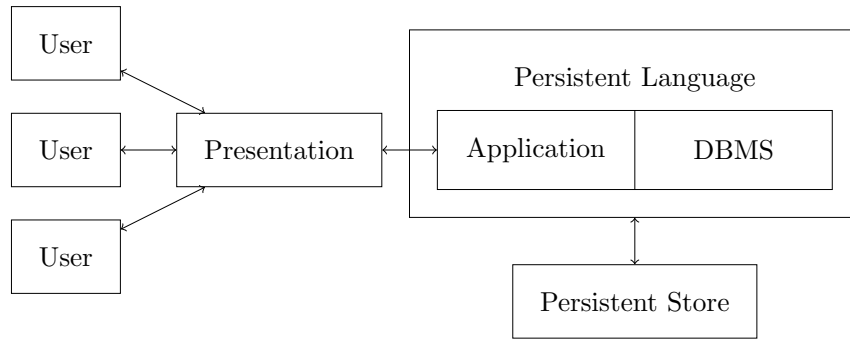 User
User
User
Presentation
Persistent Language
Application
DBMS
Persistent Store